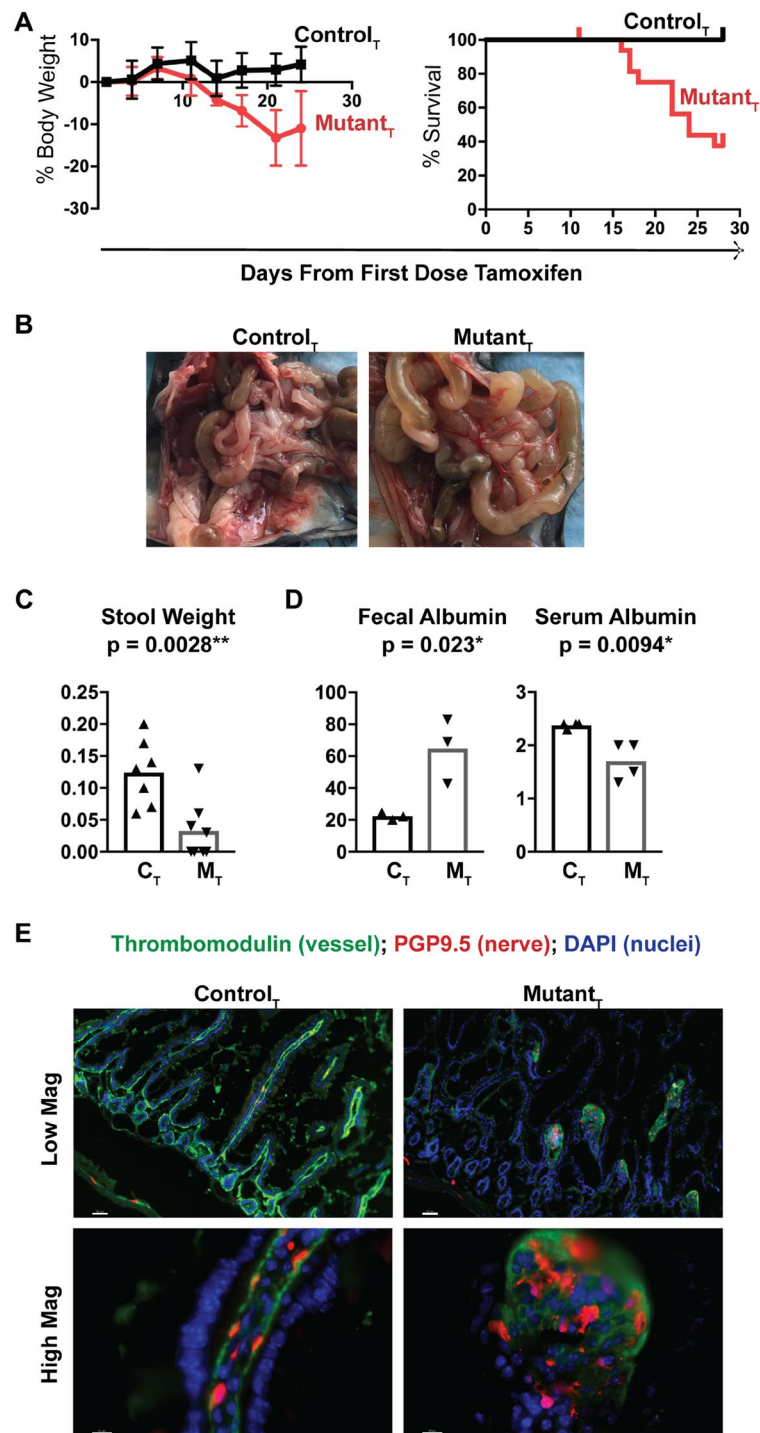 A
Control_T
Control_T
10
0
-10
-20
-30
10
20
30
% Body Weight
Mutant_T
100
80
60
40
20
0
% Survival
Mutant_T
0 5 10 15 20 25 30
Days From First Dose Tamoxifen
B
Control_T Mutant_T
C
Stool Weight
p = 0.0028**
0.25
0.20
0.15
0.10
0.05
0.00
C_T M_T
D
Fecal Albumin
p = 0.023*
100
80
60
40
20
0
C_T M_T
Serum Albumin
p = 0.0094*
3
2
1
0
C_T M_T
E
Thrombomodulin (vessel); PGP9.5 (nerve); DAPI (nuclei)
Control_T Mutant_T
Low Mag
High Mag